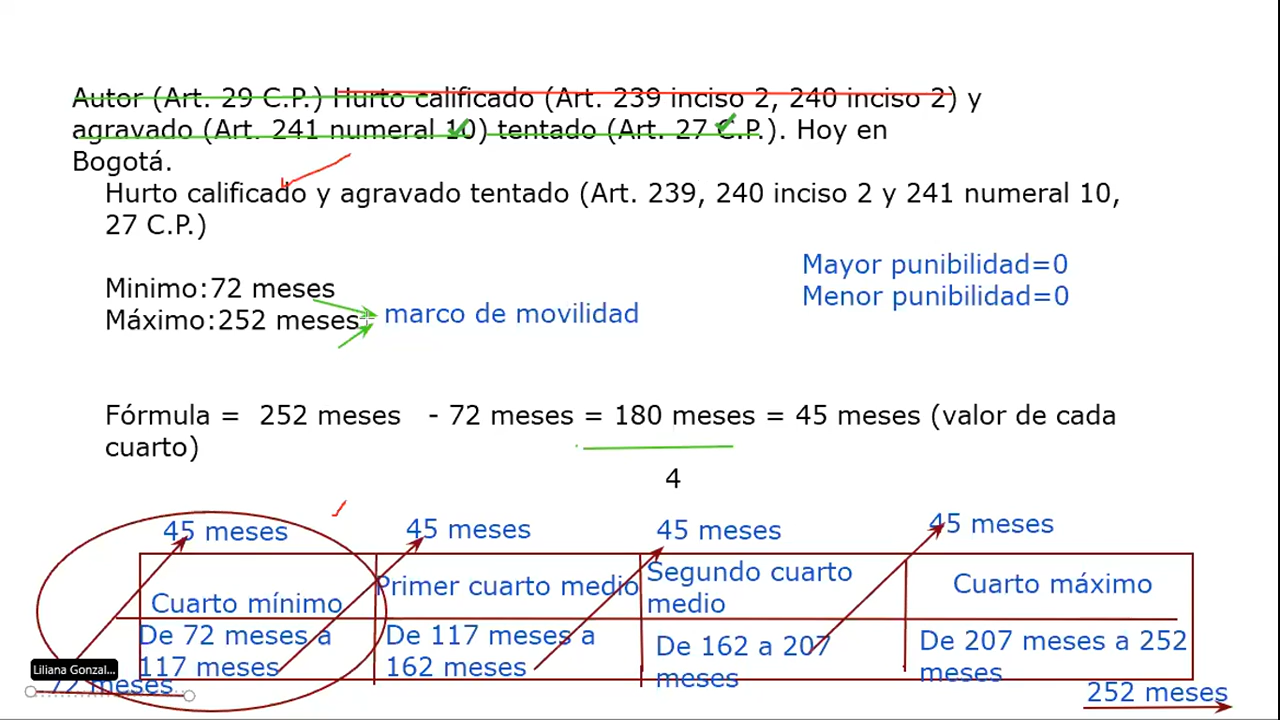 Autor (Art. 29 C.P.) Hurto calificado (Art. 239 inciso 2, 240 inciso 2) y
agravado (Art. 241 numeral 10) tentado (Art. 27 C.P.). Hoy en
Bogotá.
Hurto calificado y agravado tentado (Art. 239, 240 inciso 2 y 241 numeral 10,
27 C.P.)
Mayor punibilidad=0
Menor punibilidad=0
Minimo:72 meses
Máximo:252 meses
marco de movilidad
Fórmula = 252 meses - 72 meses = 180 meses = 45 meses (valor de cada
cuarto)
4
45 meses 45 meses 45 meses 45 meses
Cuarto mínimo
Primer cuarto medio
Segundo cuarto
medio
Cuarto máximo
De 72 meses a
117 meses
De 117 meses a
162 meses
De 162 a 207
meses
De 207 meses a 252
meses
Liliana Gonzal...
72 meses
252 meses